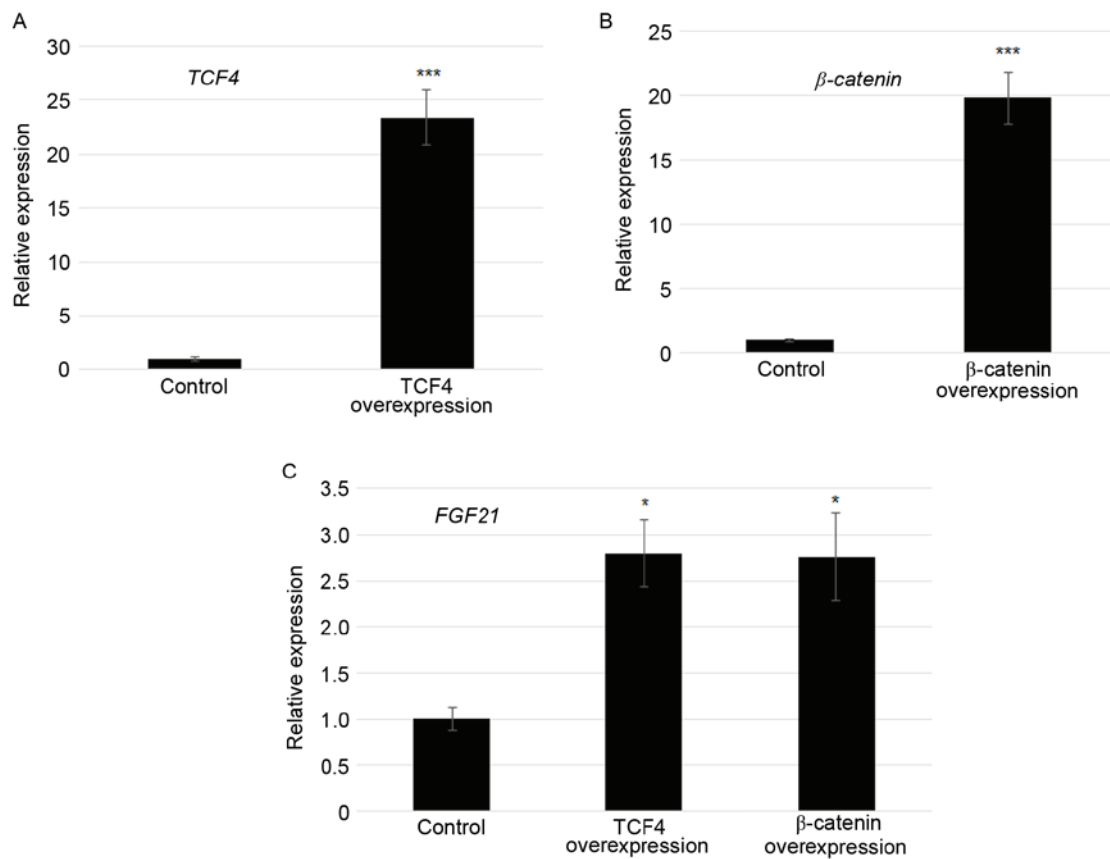 A
30
25
20
15
10
5
0
Relative expression
TCF4
***
Control
TCF4
overexpression
B
25
20
15
10
5
0
Relative expression
β-catenin
***
Control
β-catenin
overexpression
C
3.5
3.0
2.5
2.0
1.5
1.0
0.5
0
Relative expression
FGF21
*
*
Control
TCF4
overexpression
β-catenin
overexpression